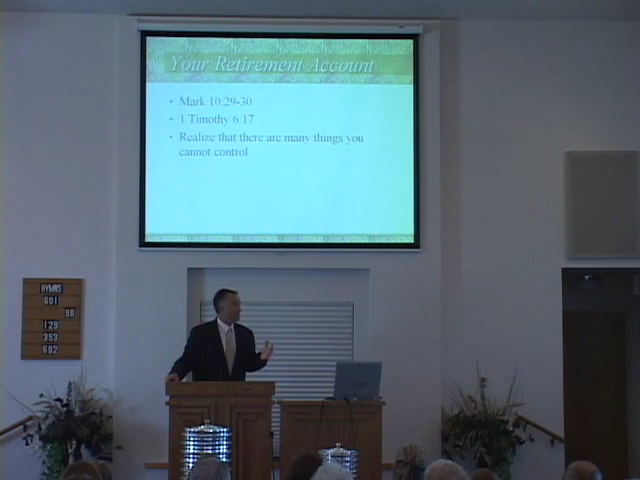 Your Retirement Account
• Mark 10:29-30
• 1 Timothy 6:17
• Realize that there are many things you
cannot control
HYMNS
601
90
129
353
682